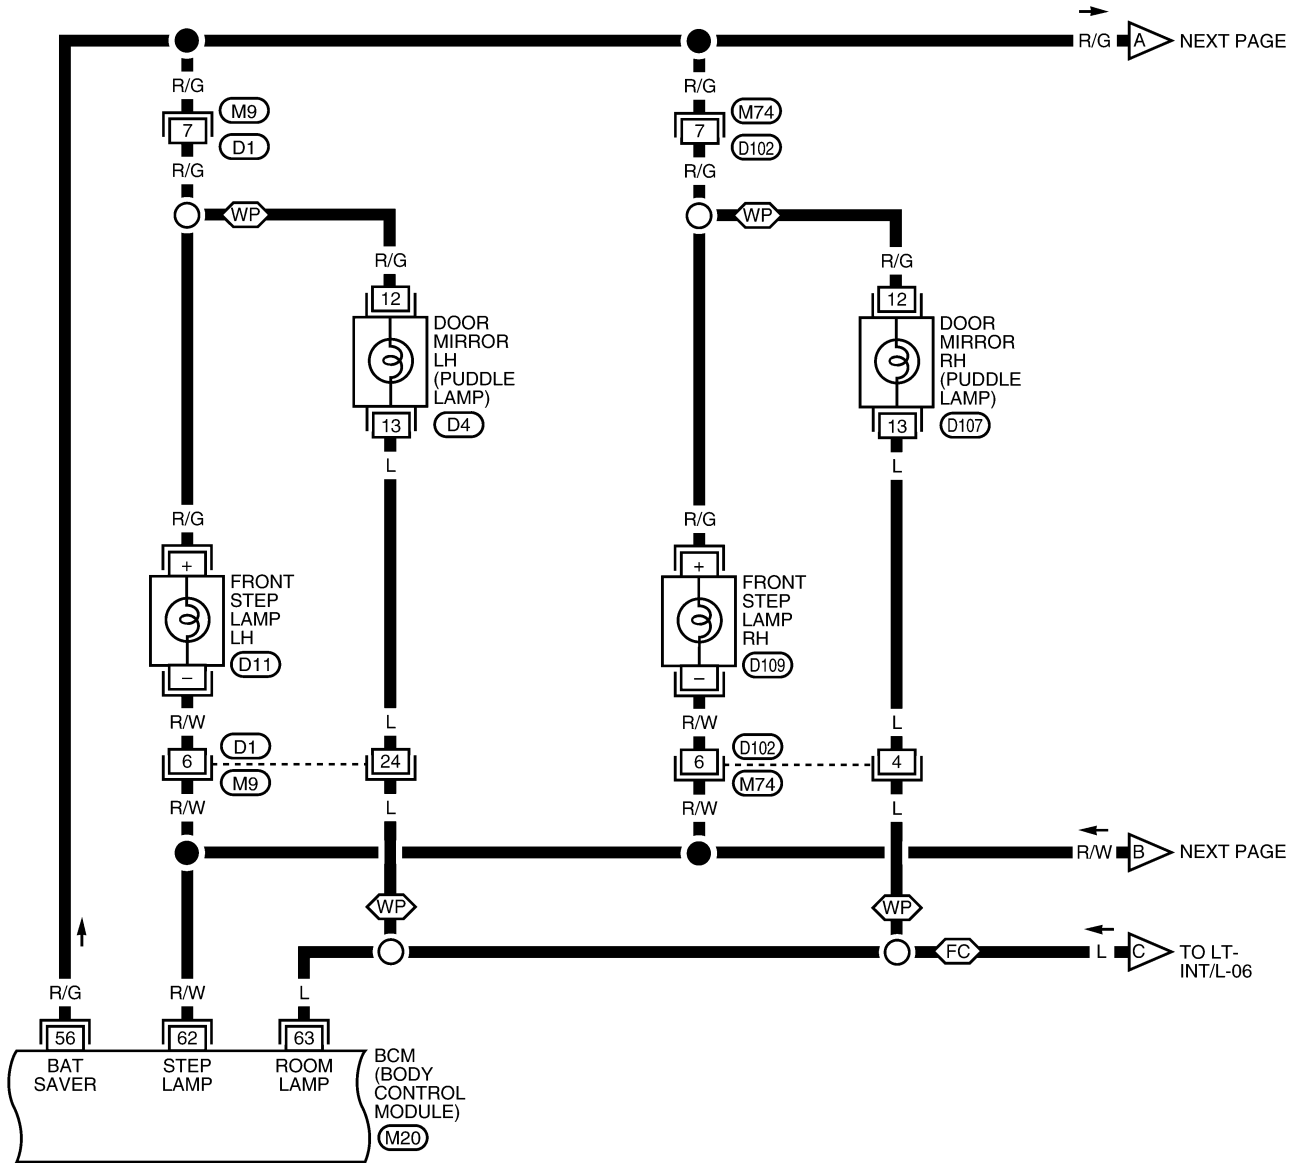 R/G A NEXT PAGE
R/G
R/G
M9
M74
7
7
D1
D102
R/G
R/G
WP
WP
R/G
R/G
12
12
DOOR
MIRROR
LH
(PUDDLE
LAMP)
DOOR
MIRROR
RH
(PUDDLE
LAMP)
13
D4
13
D107
L
L
R/G
R/G
+
+
FRONT
STEP
LAMP
LH
FRONT
STEP
LAMP
RH
D11
D109
–
–
R/W
L
R/W
L
D1
D102
6
24
6
4
M9
M74
R/W
L
R/W
L
R/W B NEXT PAGE
WP
WP
FC
L C TO LT-
INT/L-06
R/G
R/W
L
56
62
63
BAT
SAVER
STEP
LAMP
ROOM
LAMP
BCM
(BODY
CONTROL
MODULE)
M20